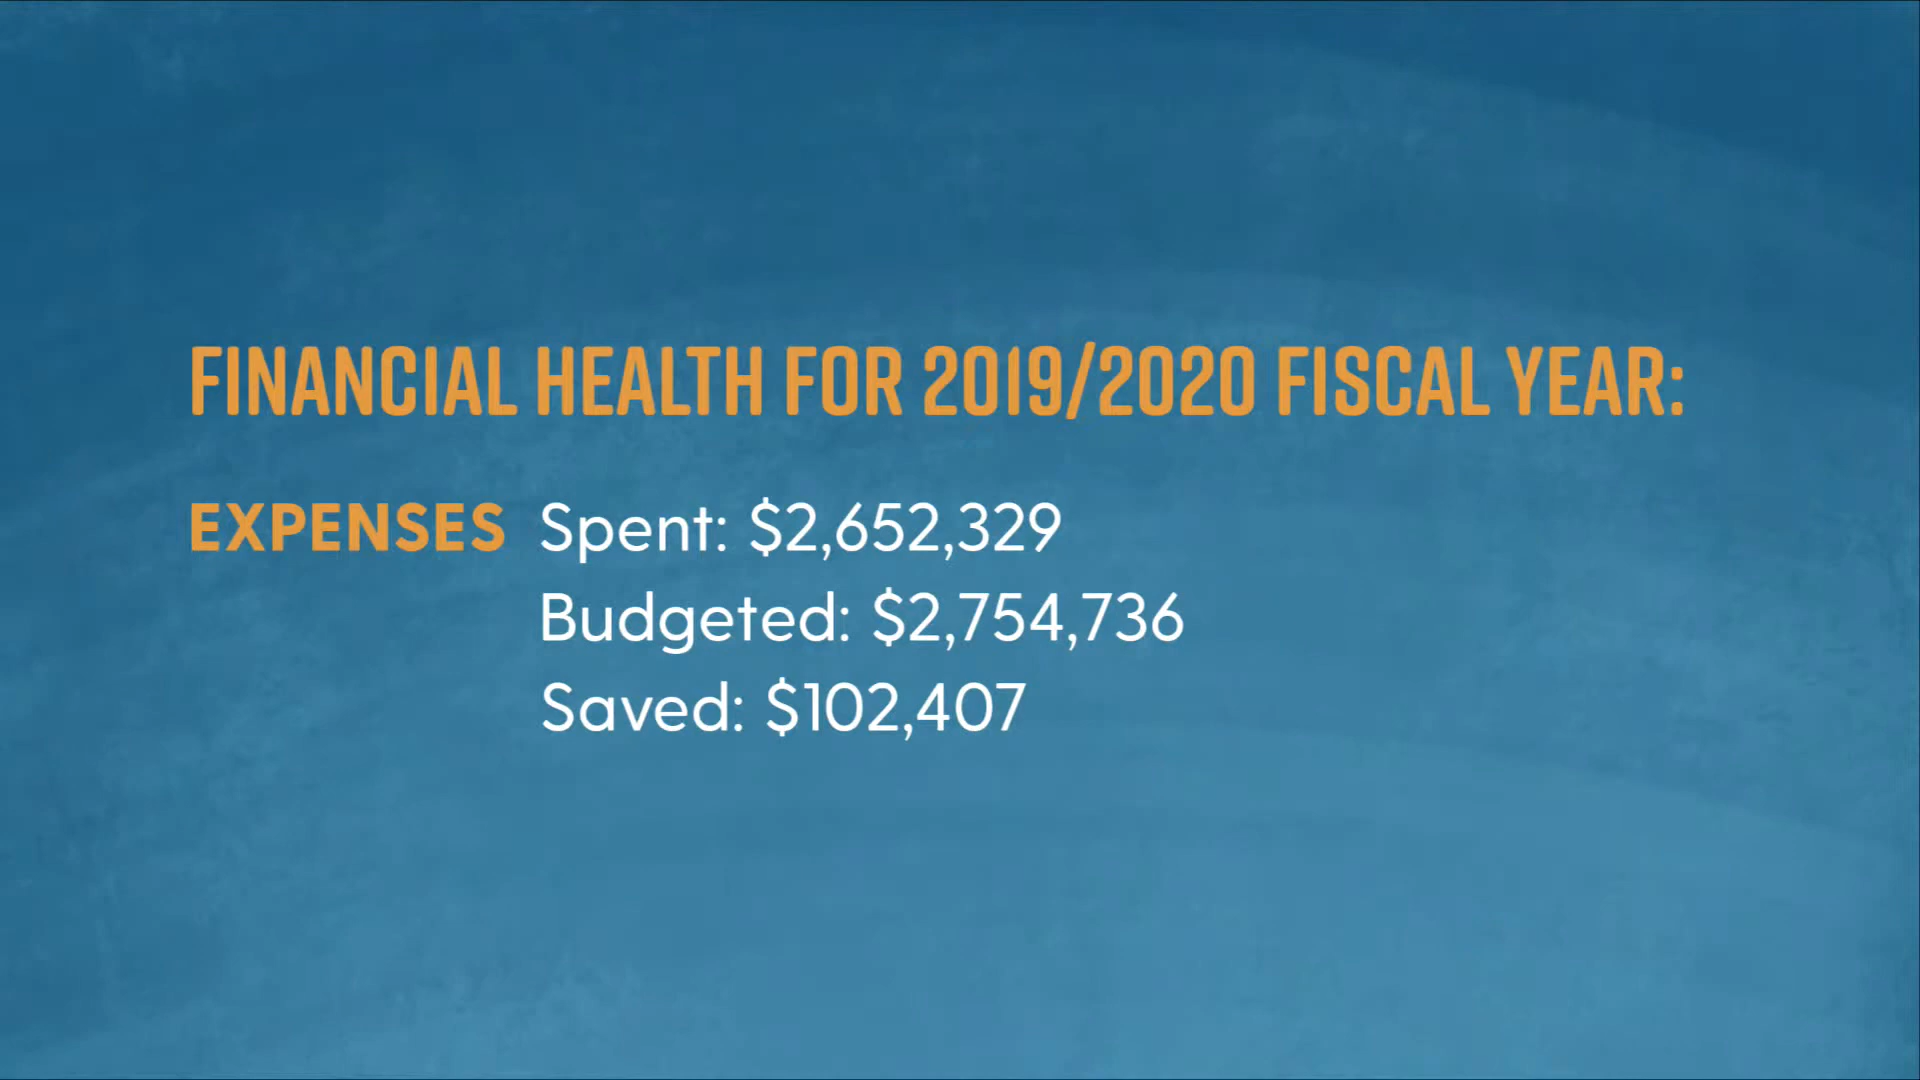 FINANCIAL HEALTH FOR 2019/2020 FISCAL YEAR:
EXPENSES Spent: $2,652,329
Budgeted: $2,754,736
Saved: $102,407